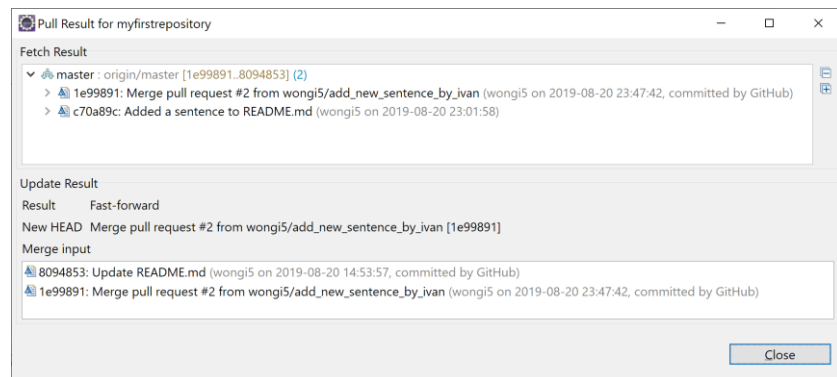 Pull Result for myfirstrepository
Fetch Result
master : origin/master [1e99891..8094853] (2)
1e99891: Merge pull request #2 from wongi5/add_new_sentence_by_ivan (wongi5 on 2019-08-20 23:47:42, committed by GitHub)
c70a89c: Added a sentence to README.md (wongi5 on 2019-08-20 23:01:58)
Update Result
Result Fast-forward
New HEAD Merge pull request #2 from wongi5/add_new_sentence_by_ivan [1e99891]
Merge input
8094853: Update README.md (wongi5 on 2019-08-20 14:53:57, committed by GitHub)
1e99891: Merge pull request #2 from wongi5/add_new_sentence_by_ivan (wongi5 on 2019-08-20 23:47:42, committed by GitHub)
Close